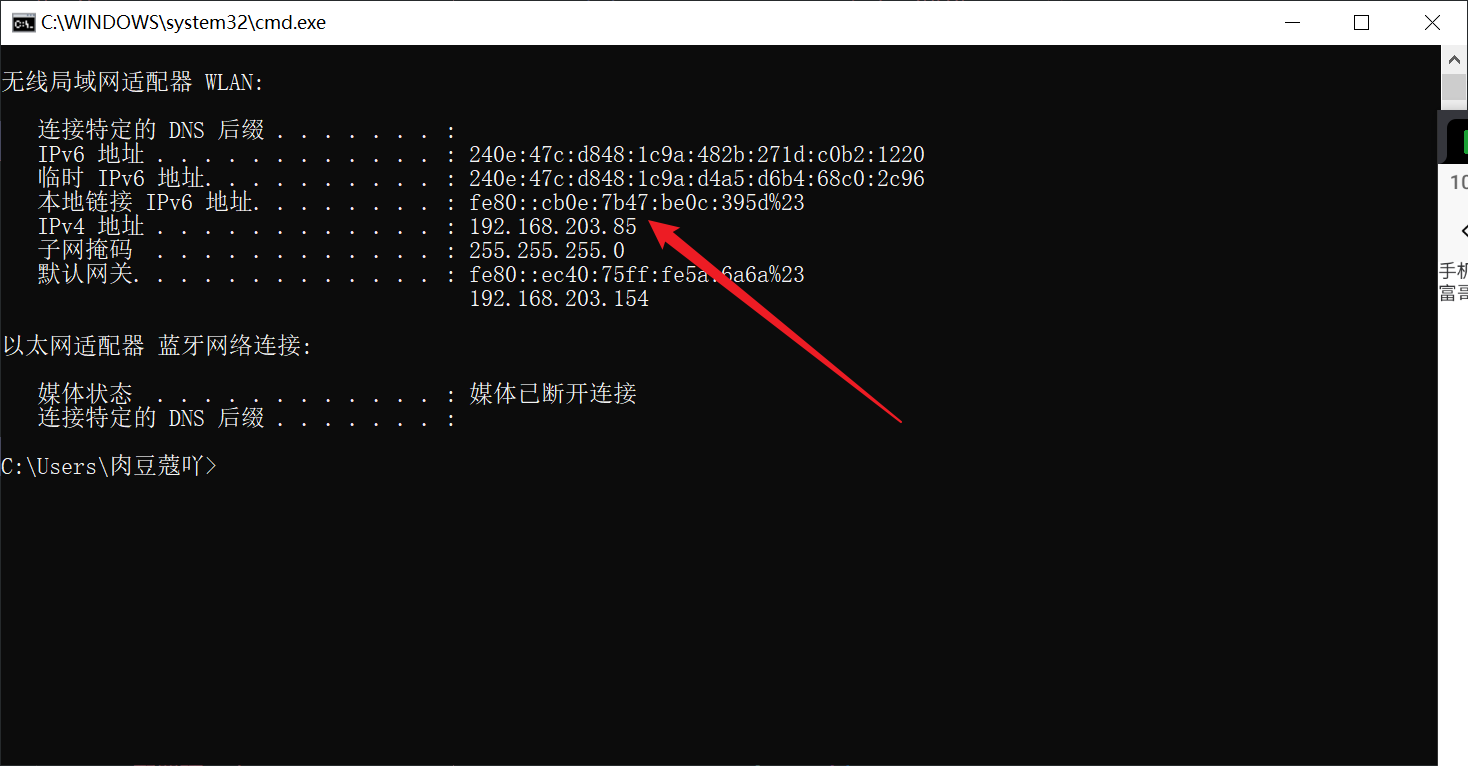 C:\WINDOWS\system32\cmd.exe
无线局域网适配器 WLAN:
连接特定的 DNS 后缀 . . . . . . . :
IPv6 地址 . . . . . . . . . . . . : 240e:47c:d848:1c9a:482b:271d:c0b2:1220
临时 IPv6 地址. . . . . . . . . . : 240e:47c:d848:1c9a:d4a5:d6b4:68c0:2c96
本地链接 IPv6 地址. . . . . . . . : fe80::cb0e:7b47:be0c:395d%23
IPv4 地址 . . . . . . . . . . . . : 192.168.203.85
子网掩码  . . . . . . . . . . . . : 255.255.255.0
默认网关. . . . . . . . . . . . . : fe80::ec40:75ff:fe5a:6a6a%23
192.168.203.154
以太网适配器 蓝牙网络连接:
媒体状态  . . . . . . . . . . . . : 媒体已断开连接
连接特定的 DNS 后缀 . . . . . . . :
C:\Users\肉豆蔻吖>
10
手机
富哥